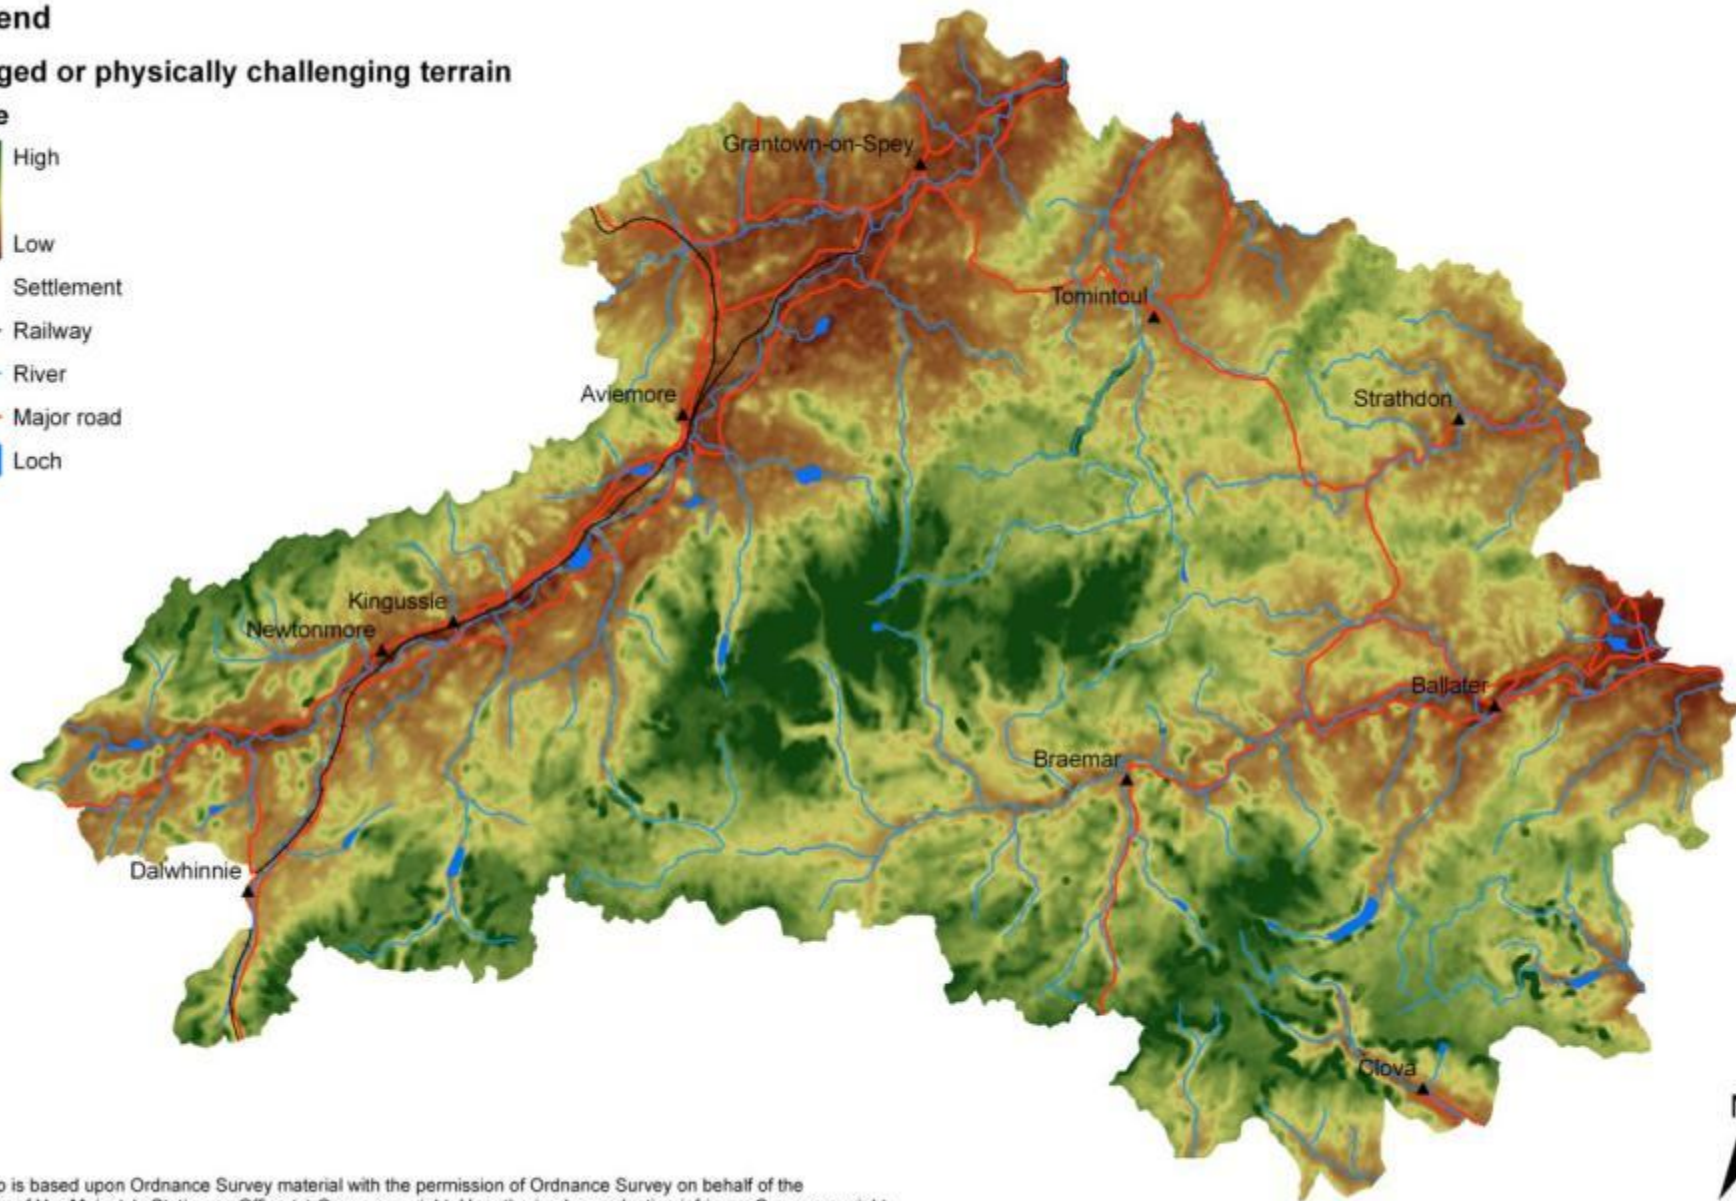 end
ged or physically challenging terrain
e
High
Low
Settlement
Railway
River
Major road
Loch
Grantown-on-Spey
Tomintoul
Strathdon
Aviemore
Kingussie
Newtonmore
Ballater
Braemar
Dalwhinnie
Clova
N
o is based upon Ordnance Survey material with the permission of Ordnance Survey on behalf of the